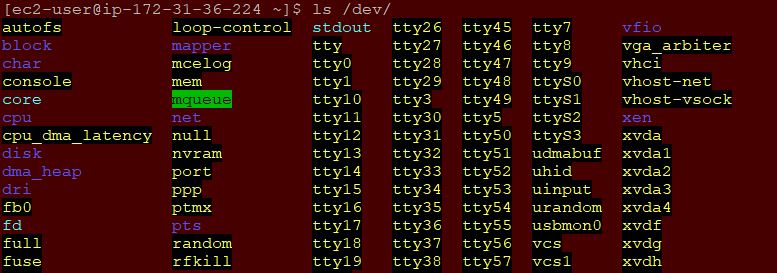 [ec2-user@ip-172-31-36-224 ~]$ ls /dev/
autofs loop-control stdout tty26 tty45 tty7 vfio
block mapper tty tty27 tty46 tty8 vga_arbiter
char mcelog tty0 tty28 tty47 tty9 vhci
console mem tty1 tty29 tty48 ttyS0 vhost-net
core mqueue tty10 tty3 tty49 ttyS1 vhost-vsock
cpu net tty11 tty30 tty5 ttyS2 xen
cpu_dma_latency null tty12 tty31 tty50 ttyS3 xvda
disk nvram tty13 tty32 tty51 udmabuf xvda1
dma_heap port tty14 tty33 tty52 uhid xvda2
dri ppp tty15 tty34 tty53 uinput xvda3
fb0 ptmx tty16 tty35 tty54 urandom xvda4
fd pts tty17 tty36 tty55 usbmon0 xvdf
full random tty18 tty37 tty56 vcs xvdg
fuse rfkill tty19 tty38 tty57 vcs1 xvdh